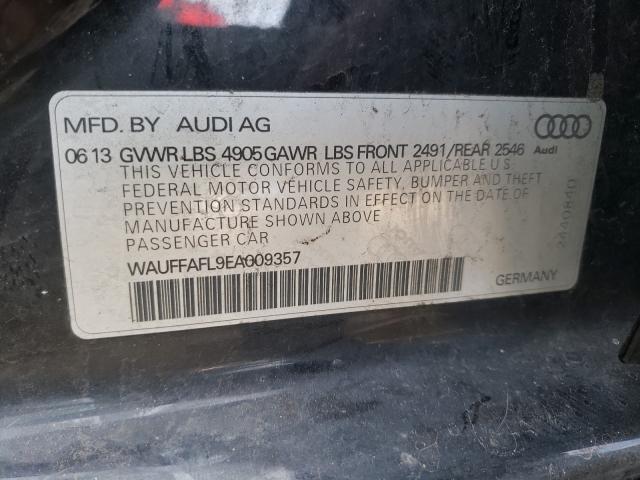 MFD. BY AUDI AG
06 13 GVWR LBS 4905 GAWR LBS FRONT 2491/REAR 2546
Audi
THIS VEHICLE CONFORMS TO ALL APPLICABLE U S
FEDERAL MOTOR VEHICLE SAFETY, BUMPER AND THEFT
PREVENTION STANDARDS IN EFFECT ON THE DATE OF
MANUFACTURE SHOWN ABOVE
PASSENGER CAR
WAUFFAFL9EA009357
GERMANY
2440840